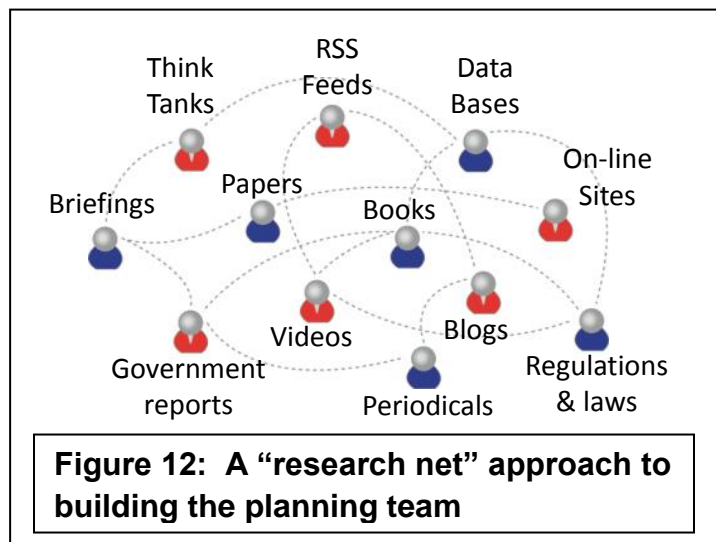 Think
Tanks
RSS
Feeds
Data
Bases
On-line
Sites
Briefings
Papers
Books
Government
reports
Videos
Blogs
Periodicals
Regulations
& laws
Figure 12:  A “research net” approach to
building the planning team